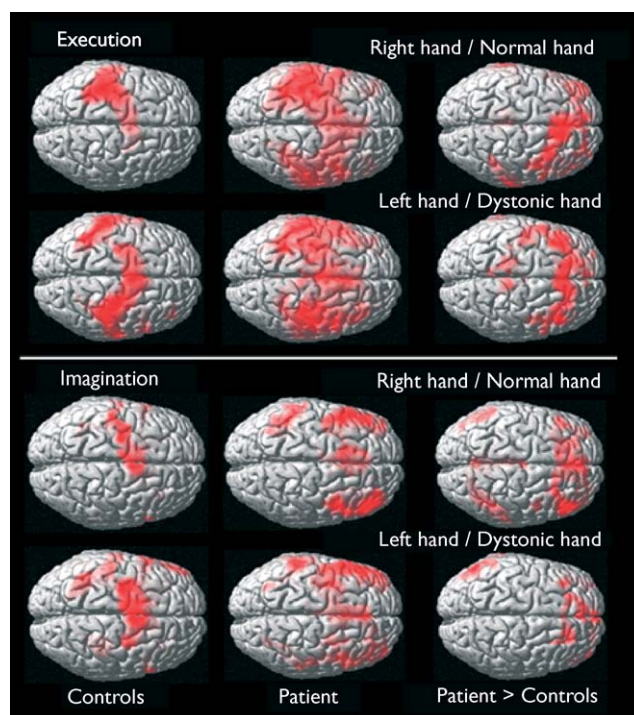 Execution
Right hand / Normal hand
Left hand / Dystonic hand
Imagination
Right hand / Normal hand
Left hand / Dystonic hand
Controls
Patient
Patient > Controls